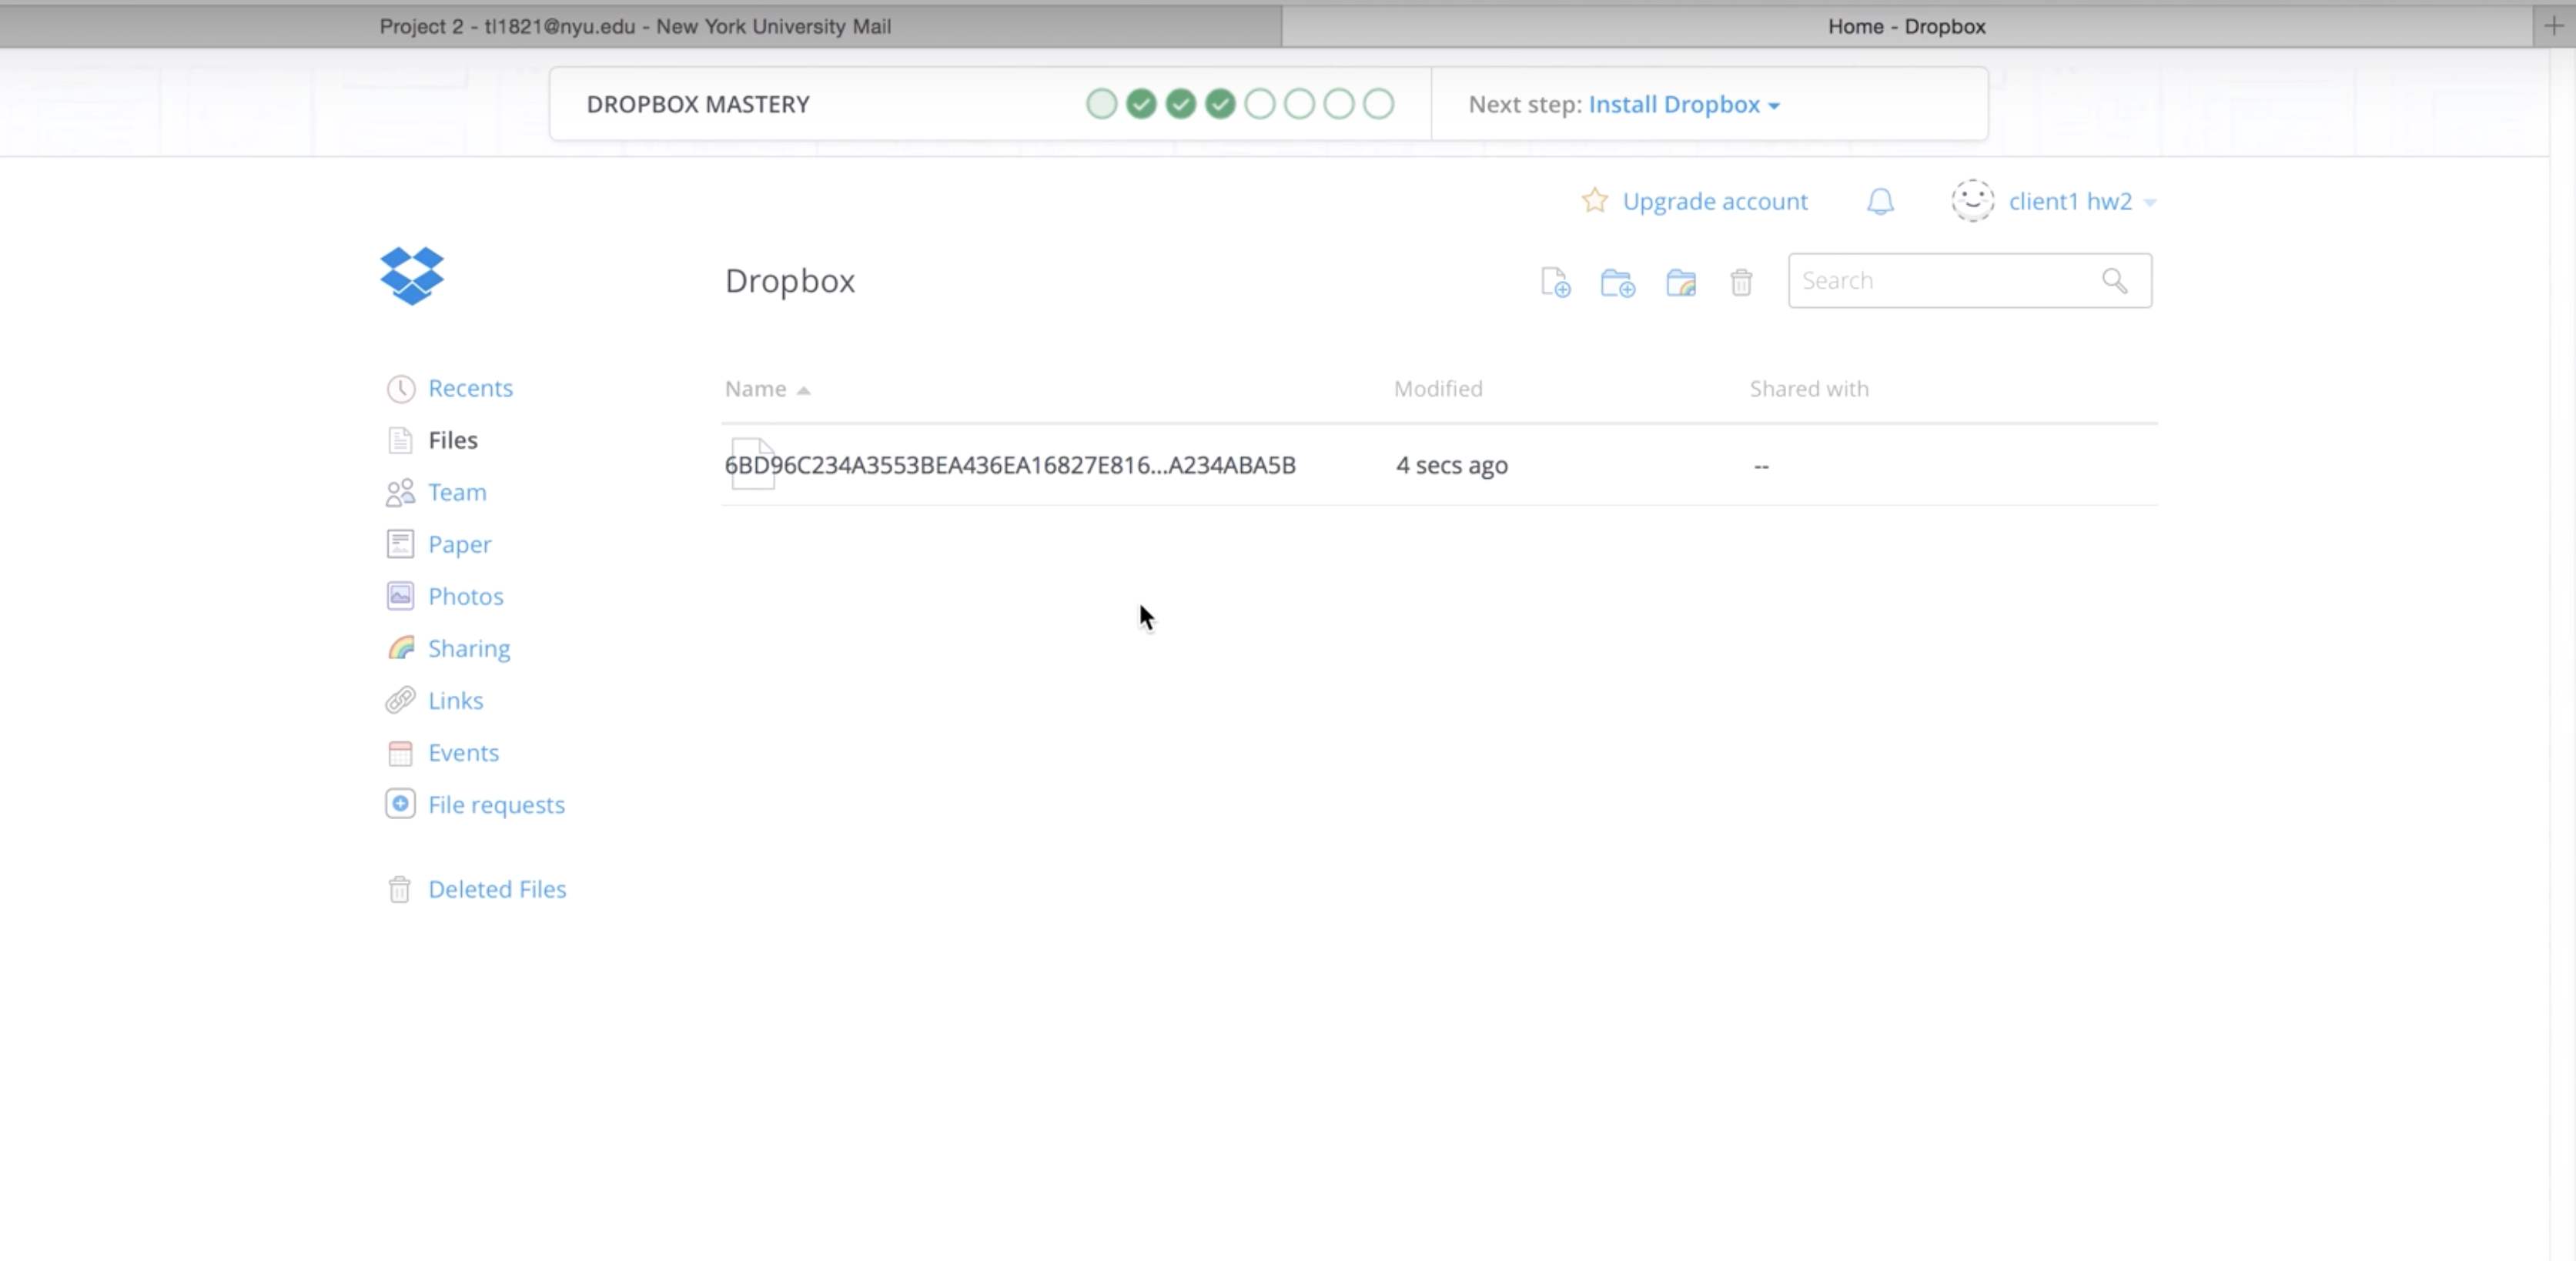 Project 2 - tl1821@nyu.edu - New York University Mail
Home - Dropbox
DROPBOX MASTERY
Next step: Install Dropbox
Upgrade account
client1 hw2
Dropbox
Search
Name
Modified
Shared with
6BD96C234A3553BEA436EA16827E816...A234ABA5B
4 secs ago
--
Recents
Files
Team
Paper
Photos
Sharing
Links
Events
File requests
Deleted Files